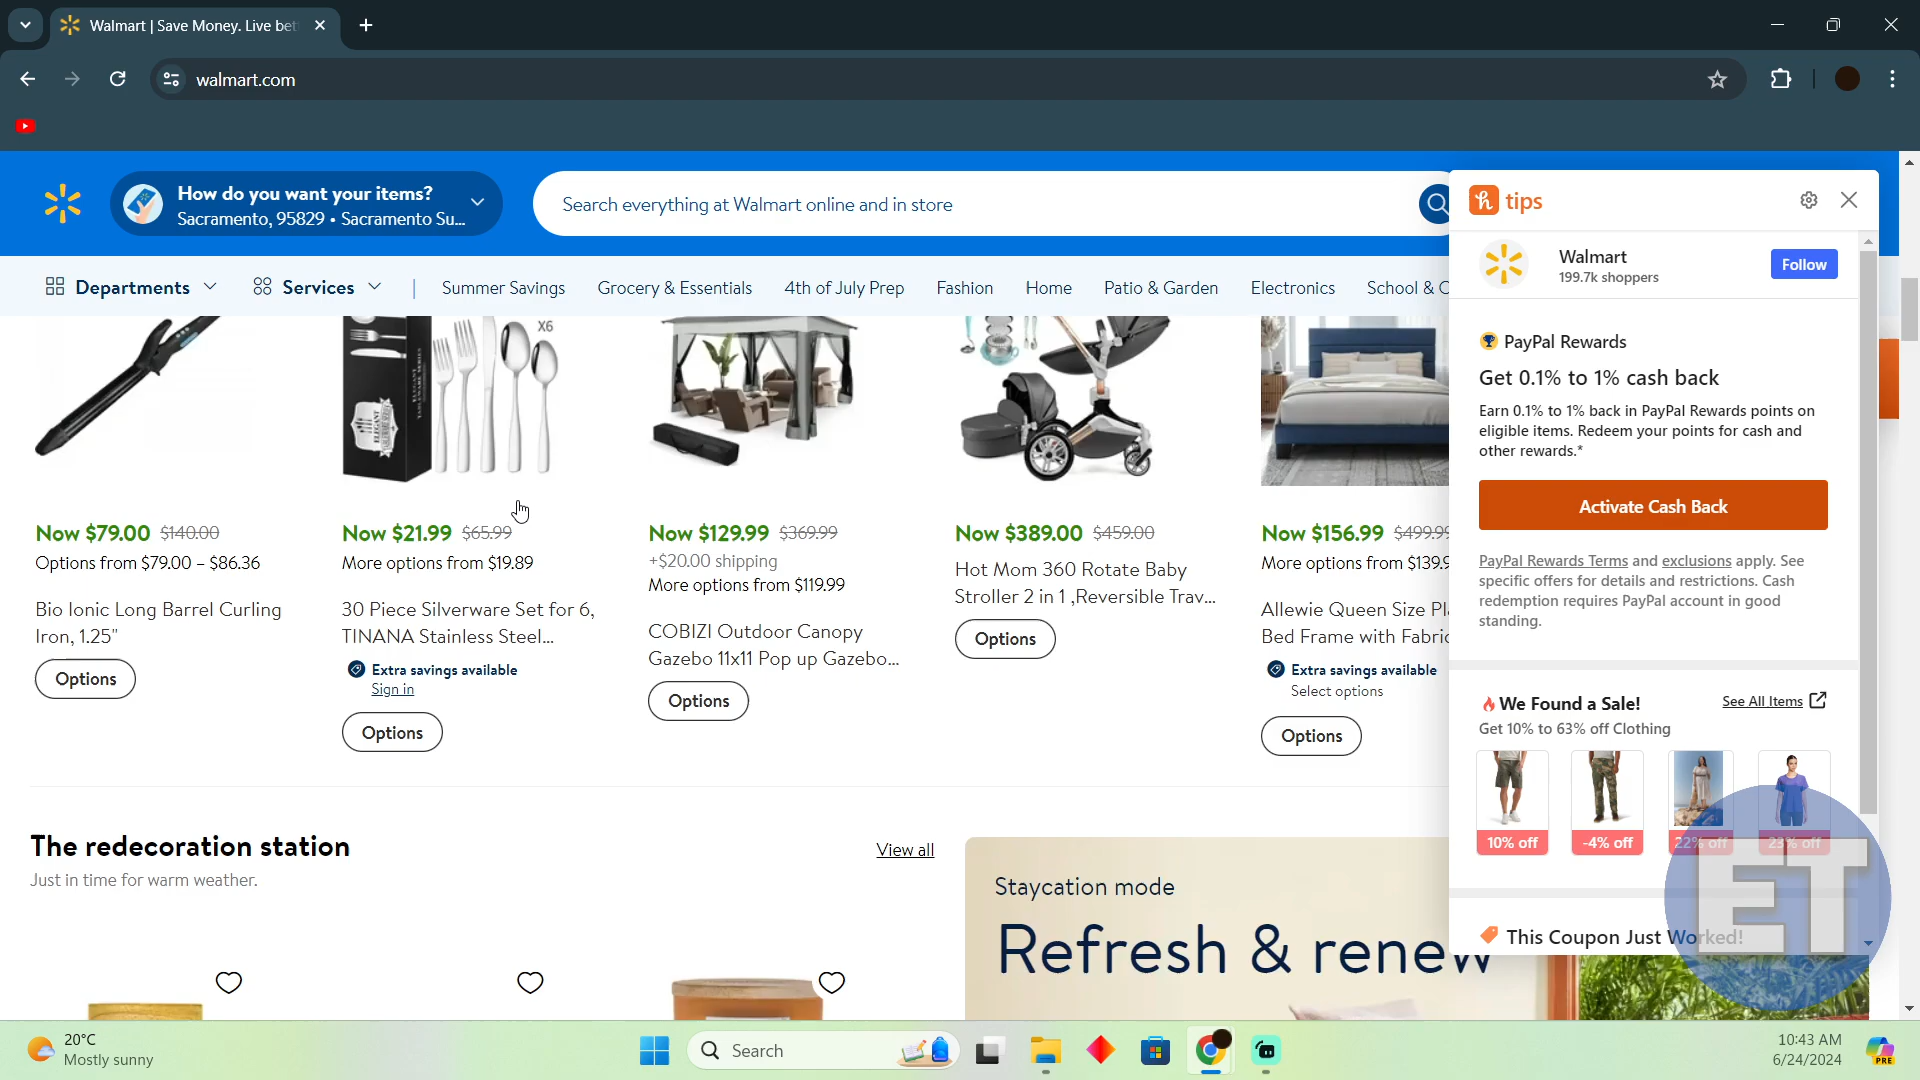 Walmart | Save Money. Live bet
walmart.com
How do you want your items?
Sacramento, 95829 • Sacramento Su...
Search everything at Walmart online and in store
Departments
Services
Summer Savings
Grocery & Essentials
4th of July Prep
Fashion
Home
Patio & Garden
Electronics
School & C
X6
Now $79.00 $140.00
Options from $79.00 – $86.36
Bio Ionic Long Barrel Curling
Iron, 1.25"
Options
Now $21.99 $65.99
More options from $19.89
30 Piece Silverware Set for 6,
TINANA Stainless Steel...
Extra savings available
Sign in
Options
Now $129.99 $369.99
+$20.00 shipping
More options from $119.99
COBIZI Outdoor Canopy
Gazebo 11x11 Pop up Gazebo...
Options
Now $389.00 $459.00
Hot Mom 360 Rotate Baby
Stroller 2 in 1 ,Reversible Trav...
Options
Now $156.99 $499.99
More options from $139.9
Allewie Queen Size Pl
Bed Frame with Fabric
Extra savings available
Select options
Options
The redecoration station
Just in time for warm weather.
View all
Staycation mode
Refresh & renew
h tips
Walmart
199.7k shoppers
Follow
PayPal Rewards
Get 0.1% to 1% cash back
Earn 0.1% to 1% back in PayPal Rewards points on
eligible items. Redeem your points for cash and
other rewards.*
Activate Cash Back
PayPal Rewards Terms and exclusions apply. See
specific offers for details and restrictions. Cash
redemption requires PayPal account in good
standing.
We Found a Sale!
See All Items
Get 10% to 63% off Clothing
10% off
-4% off
22% off
23% off
This Coupon Just Worked!
ET
20°C
Mostly sunny
Search
10:43 AM
6/24/2024
PRE